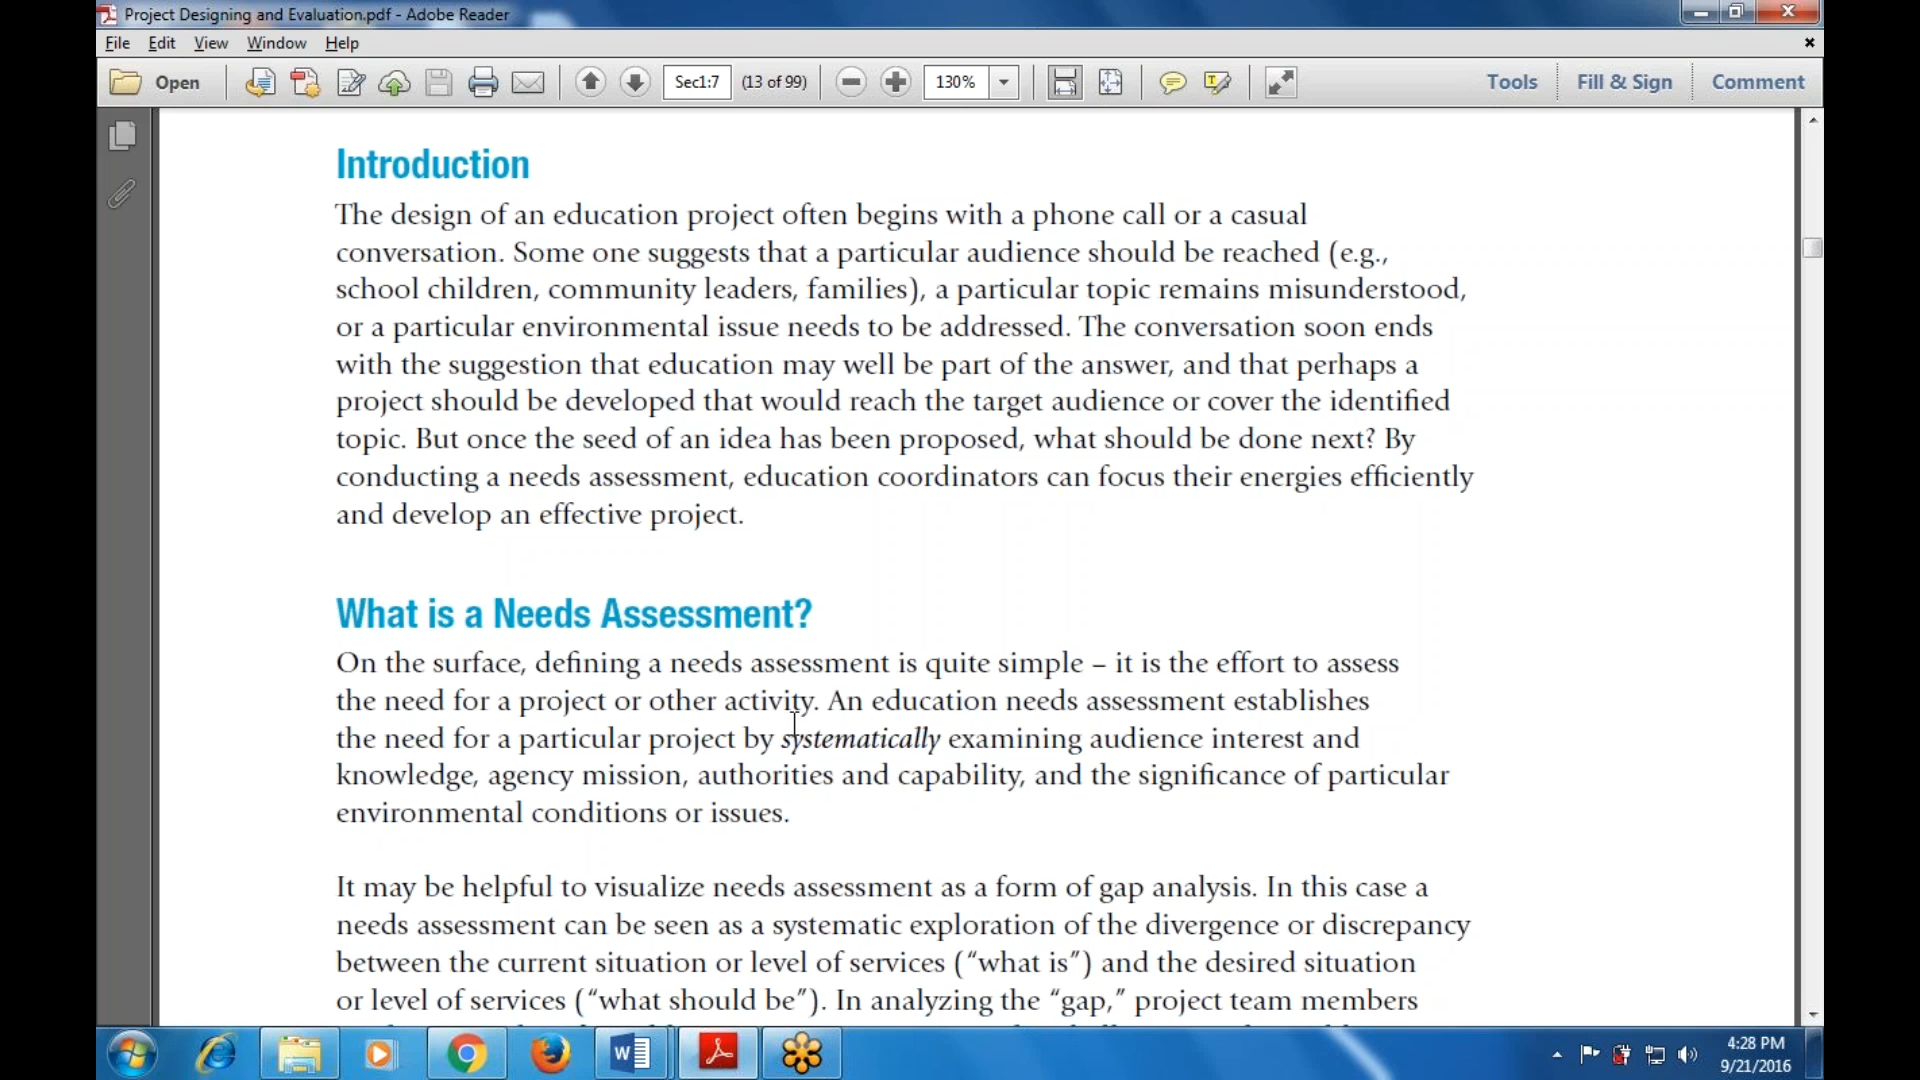 Project Designing and Evaluation.pdf - Adobe Reader
File Edit View Window Help
Open Sec1:7 (13 of 99) 130% Tools Fill & Sign Comment
Introduction
The design of an education project often begins with a phone call or a casual
conversation. Some one suggests that a particular audience should be reached (e.g.,
school children, community leaders, families), a particular topic remains misunderstood,
or a particular environmental issue needs to be addressed. The conversation soon ends
with the suggestion that education may well be part of the answer, and that perhaps a
project should be developed that would reach the target audience or cover the identified
topic. But once the seed of an idea has been proposed, what should be done next? By
conducting a needs assessment, education coordinators can focus their energies efficiently
and develop an effective project.
What is a Needs Assessment?
On the surface, defining a needs assessment is quite simple – it is the effort to assess
the need for a project or other activity. An education needs assessment establishes
the need for a particular project by systematically examining audience interest and
knowledge, agency mission, authorities and capability, and the significance of particular
environmental conditions or issues.
It may be helpful to visualize needs assessment as a form of gap analysis. In this case a
needs assessment can be seen as a systematic exploration of the divergence or discrepancy
between the current situation or level of services (“what is”) and the desired situation
or level of services (“what should be”). In analyzing the “gap,” project team members
4:28 PM
9/21/2016